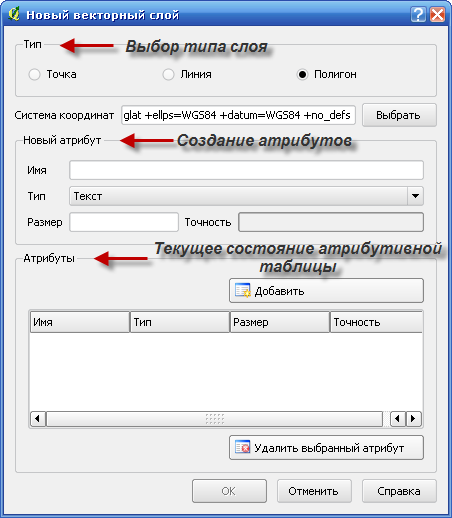 Новый векторный слой
Тип
Выбор типа слоя
Точка
Линия
Полигон
Система координат
glat +ellps=WGS84 +datum=WGS84 +no_defs
Выбрать
Новый атрибут
Создание атрибутов
Имя
Тип
Текст
Размер
Точность
Атрибуты
Текущее состояние атрибутивной
таблицы
Добавить
Имя Тип Размер Точность
Удалить выбранный атрибут
OK
Отменить
Справка